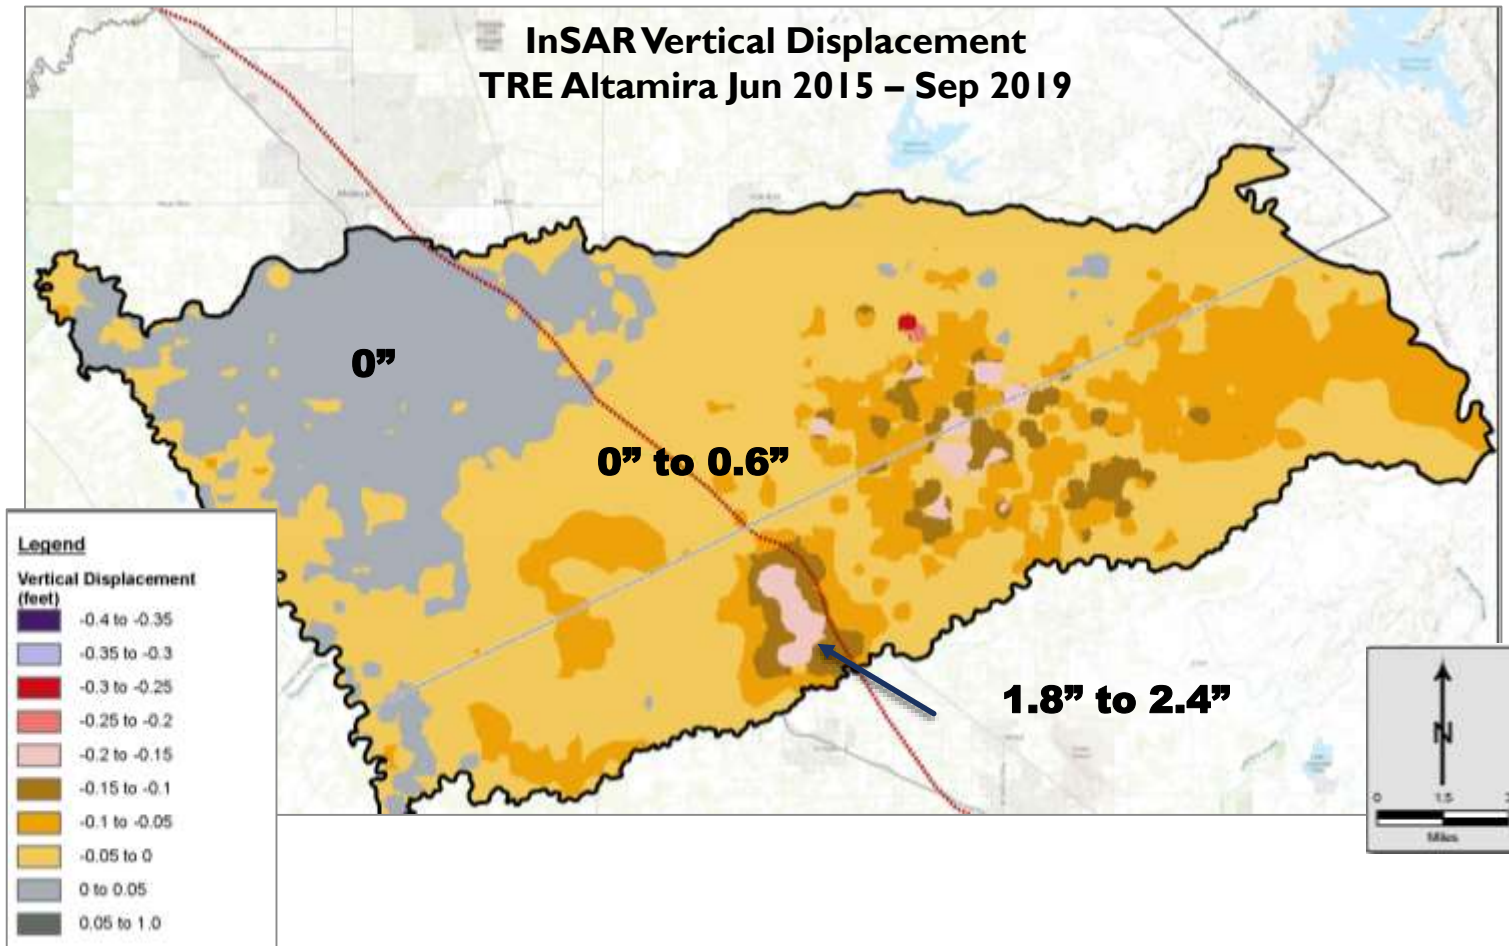 InSAR Vertical Displacement
TRE Altamira Jun 2015 – Sep 2019
0”
0” to 0.6”
1.8” to 2.4”
Legend
Vertical Displacement
(feet)
-0.4 to -0.35
-0.35 to -0.3
-0.3 to -0.25
-0.25 to -0.2
-0.2 to -0.15
-0.15 to -0.1
-0.1 to -0.05
-0.05 to 0
0 to 0.05
0.05 to 1.0
N
0 1.5
Miles